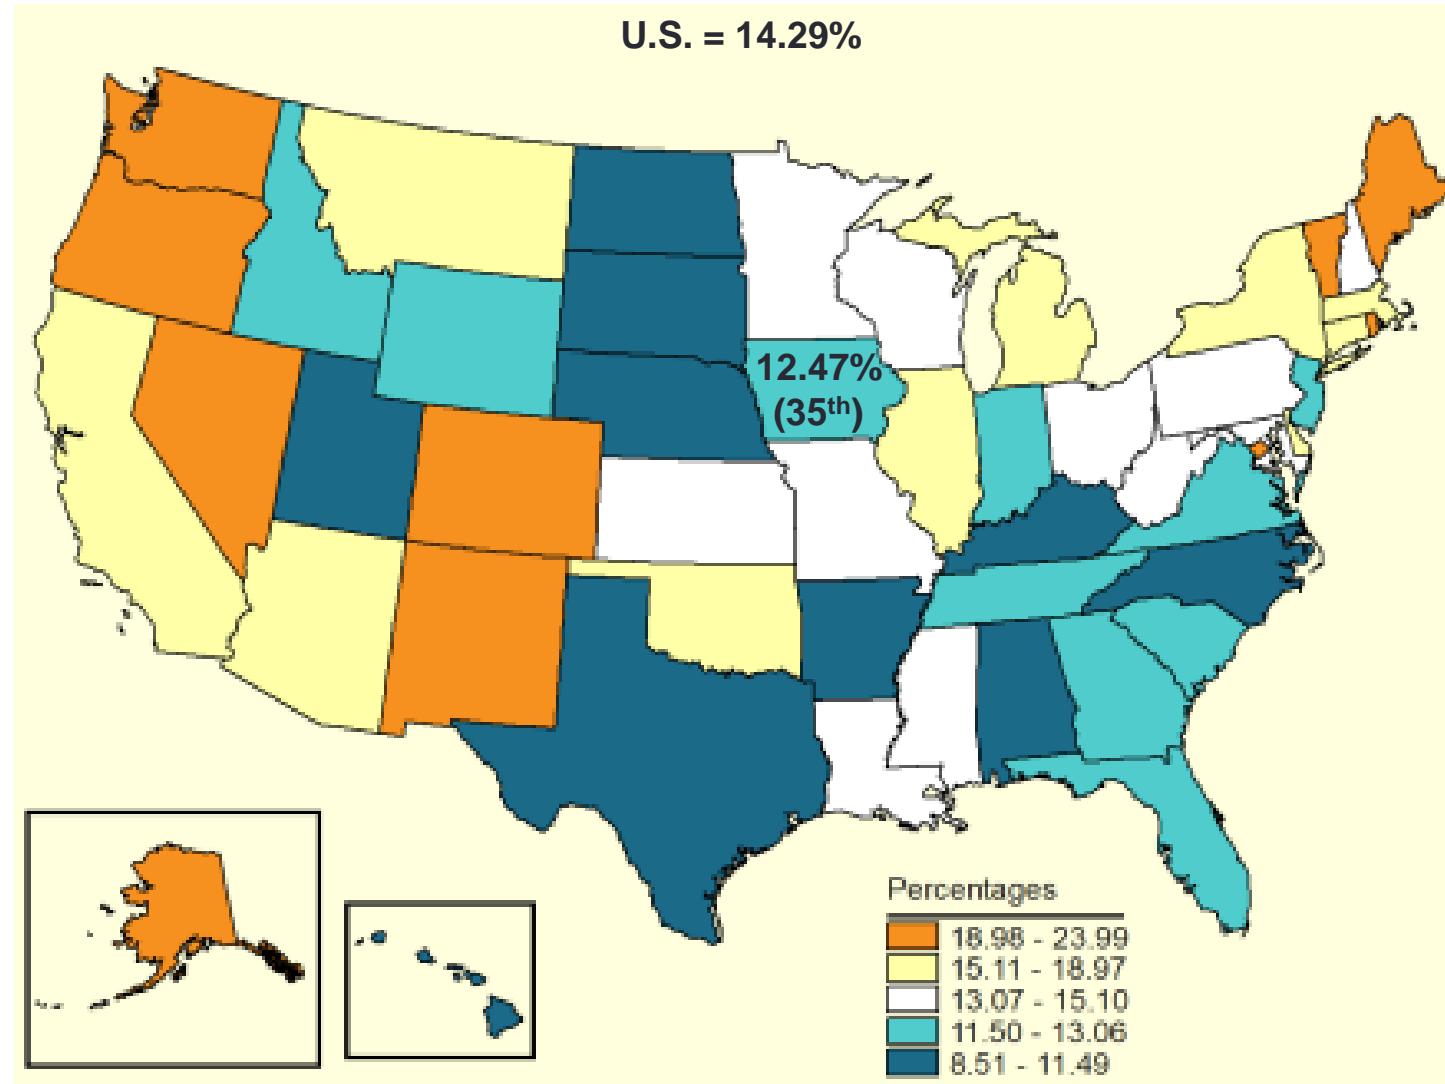 U.S. = 14.29%
12.47%
(35th)
Percentages
18.98 - 23.99
15.11 - 18.97
13.07 - 15.10
11.50 - 13.06
8.51 - 11.49